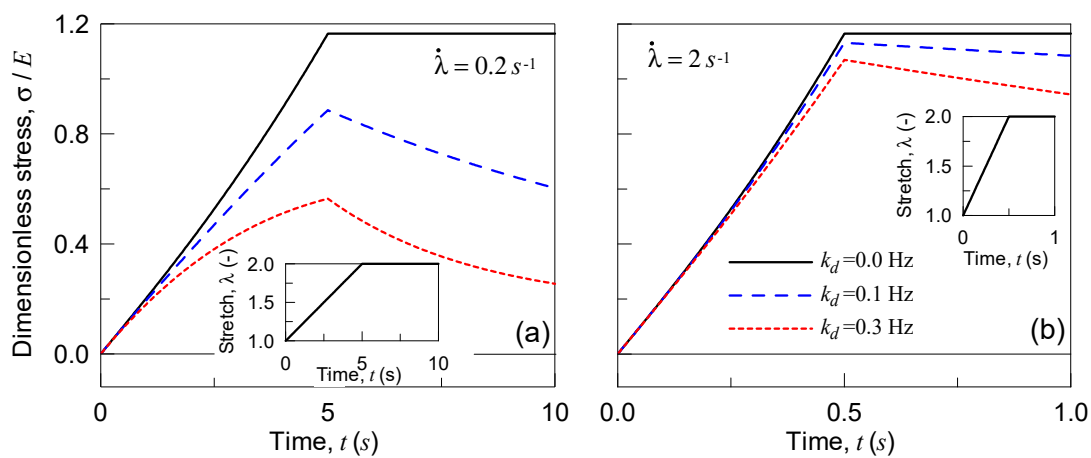 Dimensionless stress, σ / E
1.2
0.8
0.4
0.0
λ̇ = 0.2 s-1
Stretch, λ (-)
2.0
1.5
1.0
0
5
10
Time, t (s)
(a)
0
5
10
Time, t (s)
λ̇ = 2 s-1
Stretch, λ (-)
2.0
1.5
1.0
0
1
Time, t (s)
kd=0.0 Hz
kd=0.1 Hz
kd=0.3 Hz
(b)
0.0
0.5
1.0
Time, t (s)